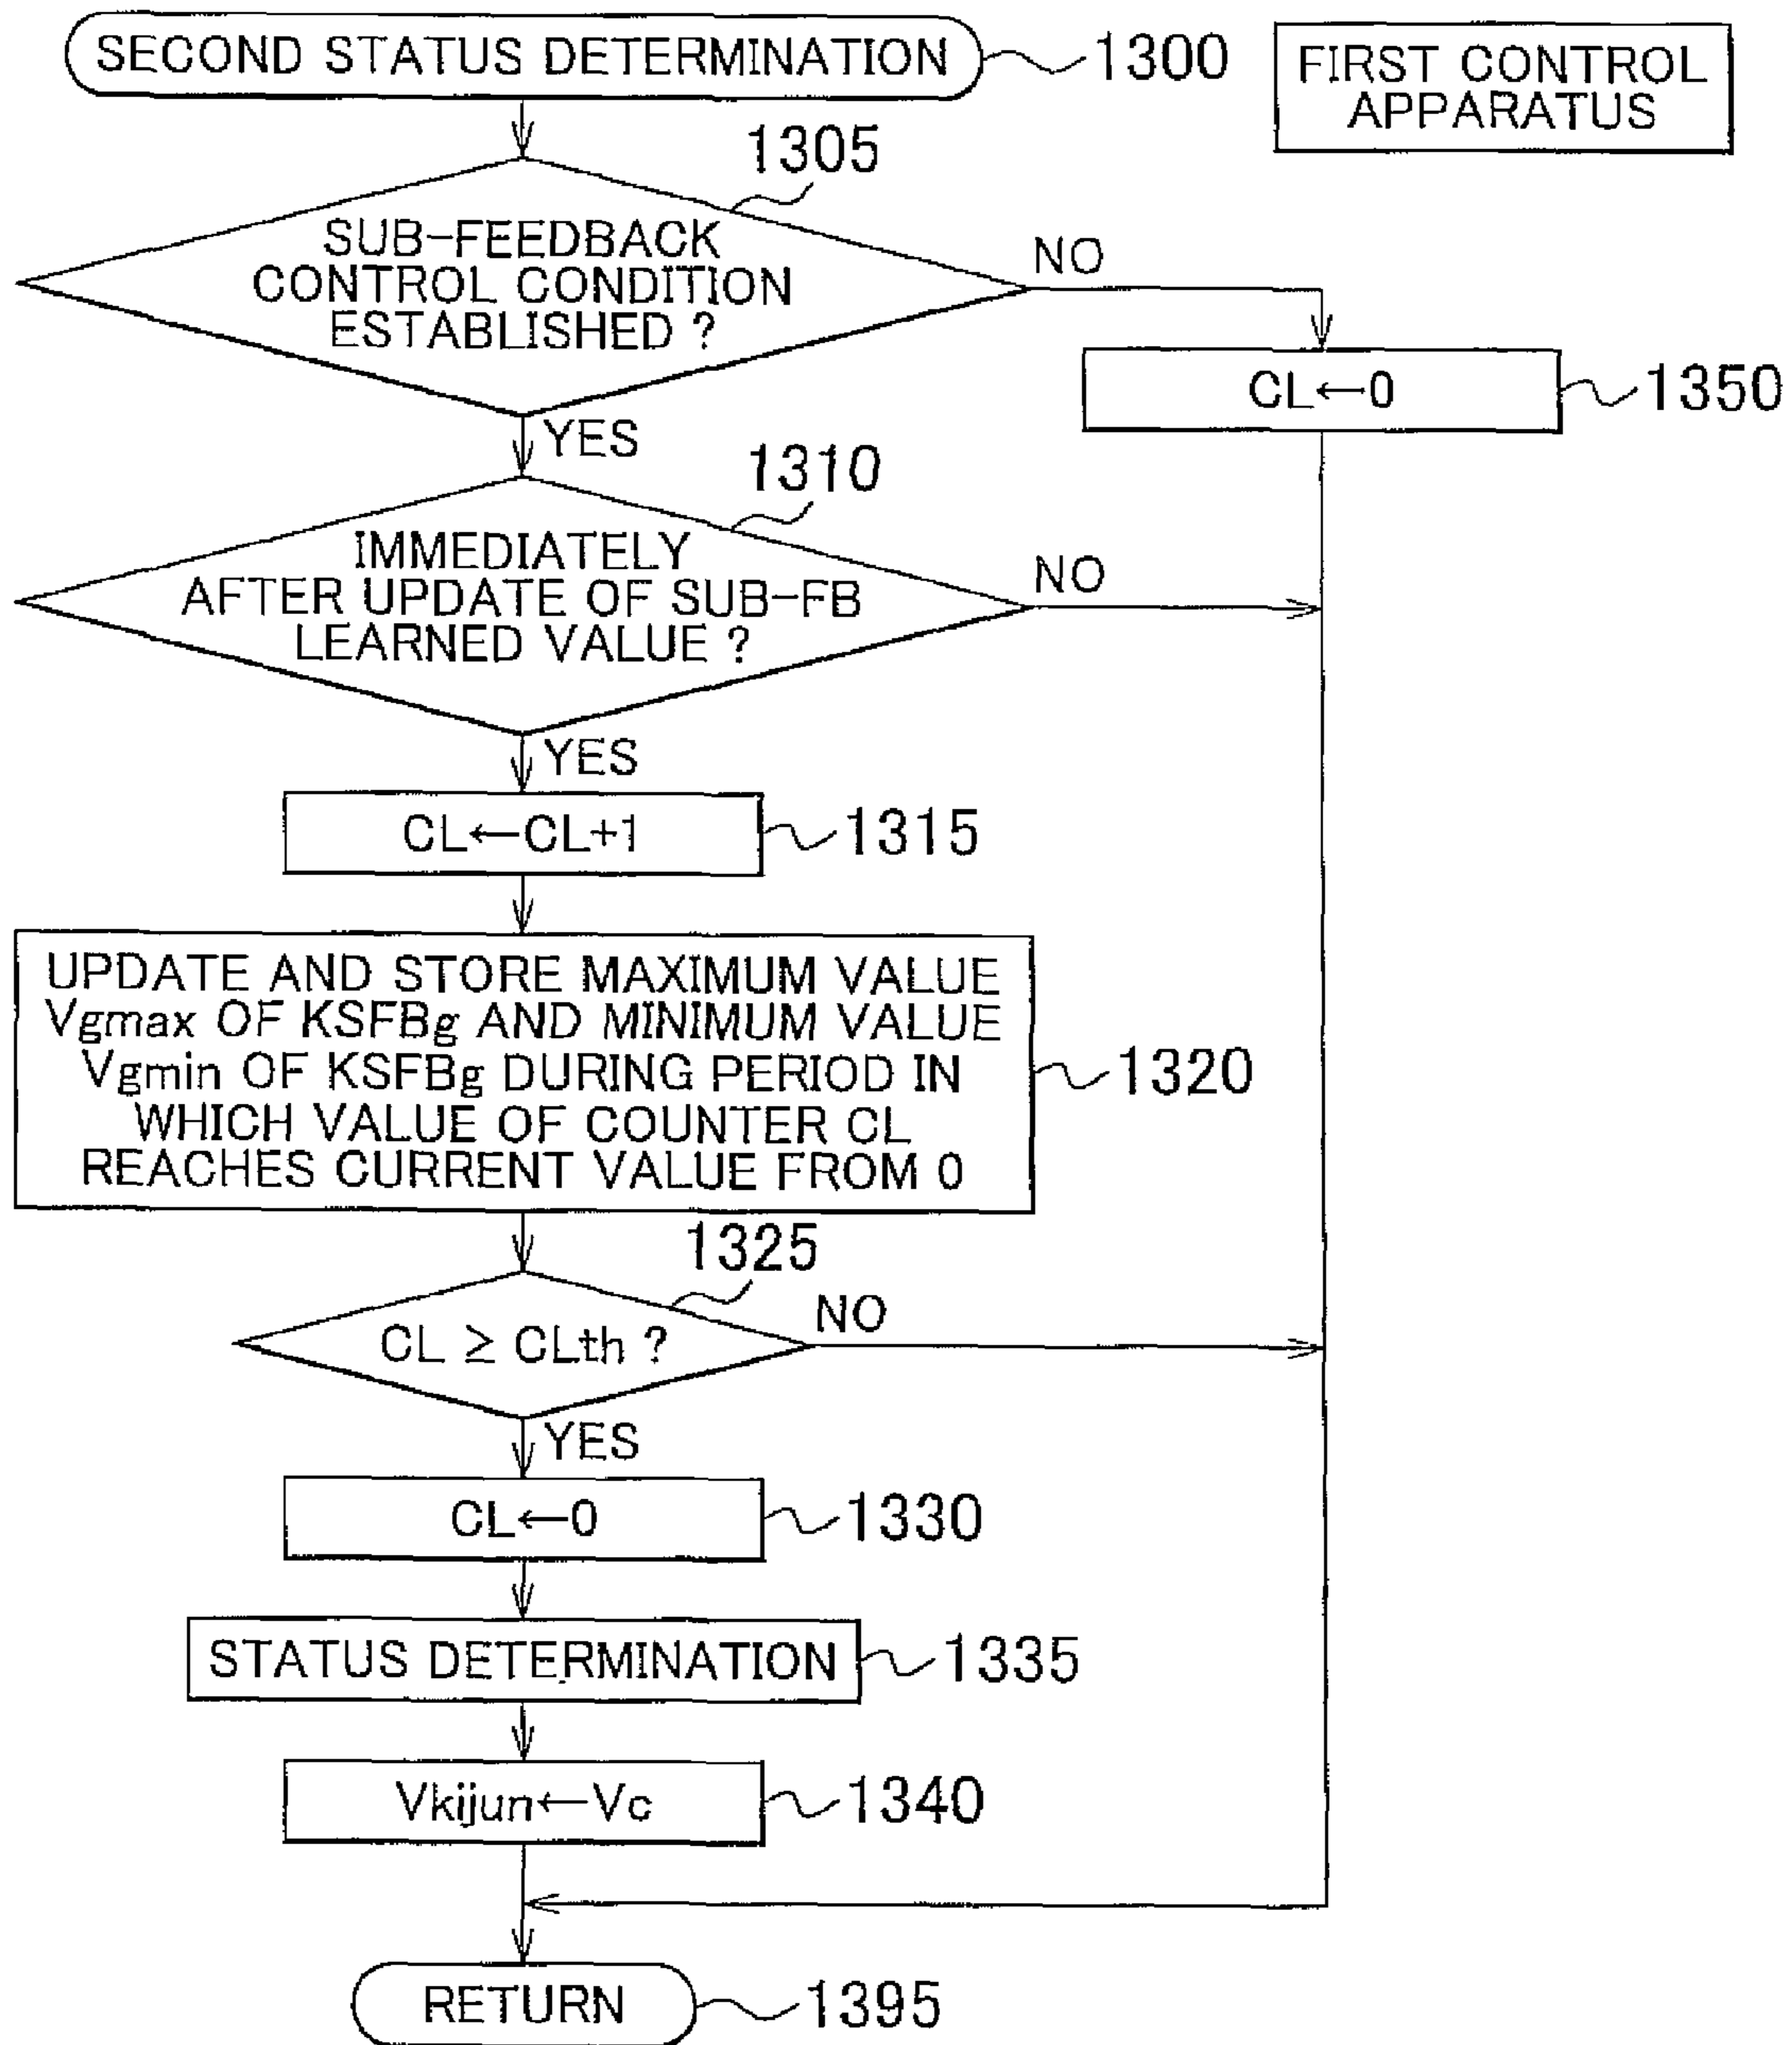 SECOND STATUS DETERMINATION
1300
FIRST CONTROL
APPARATUS
1305
SUB-FEEDBACK
CONTROL CONDITION
ESTABLISHED ?
NO
CL←0
1350
YES
1310
IMMEDIATELY
AFTER UPDATE OF SUB-FB
LEARNED VALUE ?
NO
YES
CL←CL+1
1315
UPDATE AND STORE MAXIMUM VALUE
Vgmax OF KSFBg AND MINIMUM VALUE
Vgmin OF KSFBg DURING PERIOD IN
WHICH VALUE OF COUNTER CL
REACHES CURRENT VALUE FROM 0
1320
1325
CL ≥ CLth ?
NO
YES
CL←0
1330
STATUS DETERMINATION
1335
Vkijun←Vc
1340
RETURN
1395